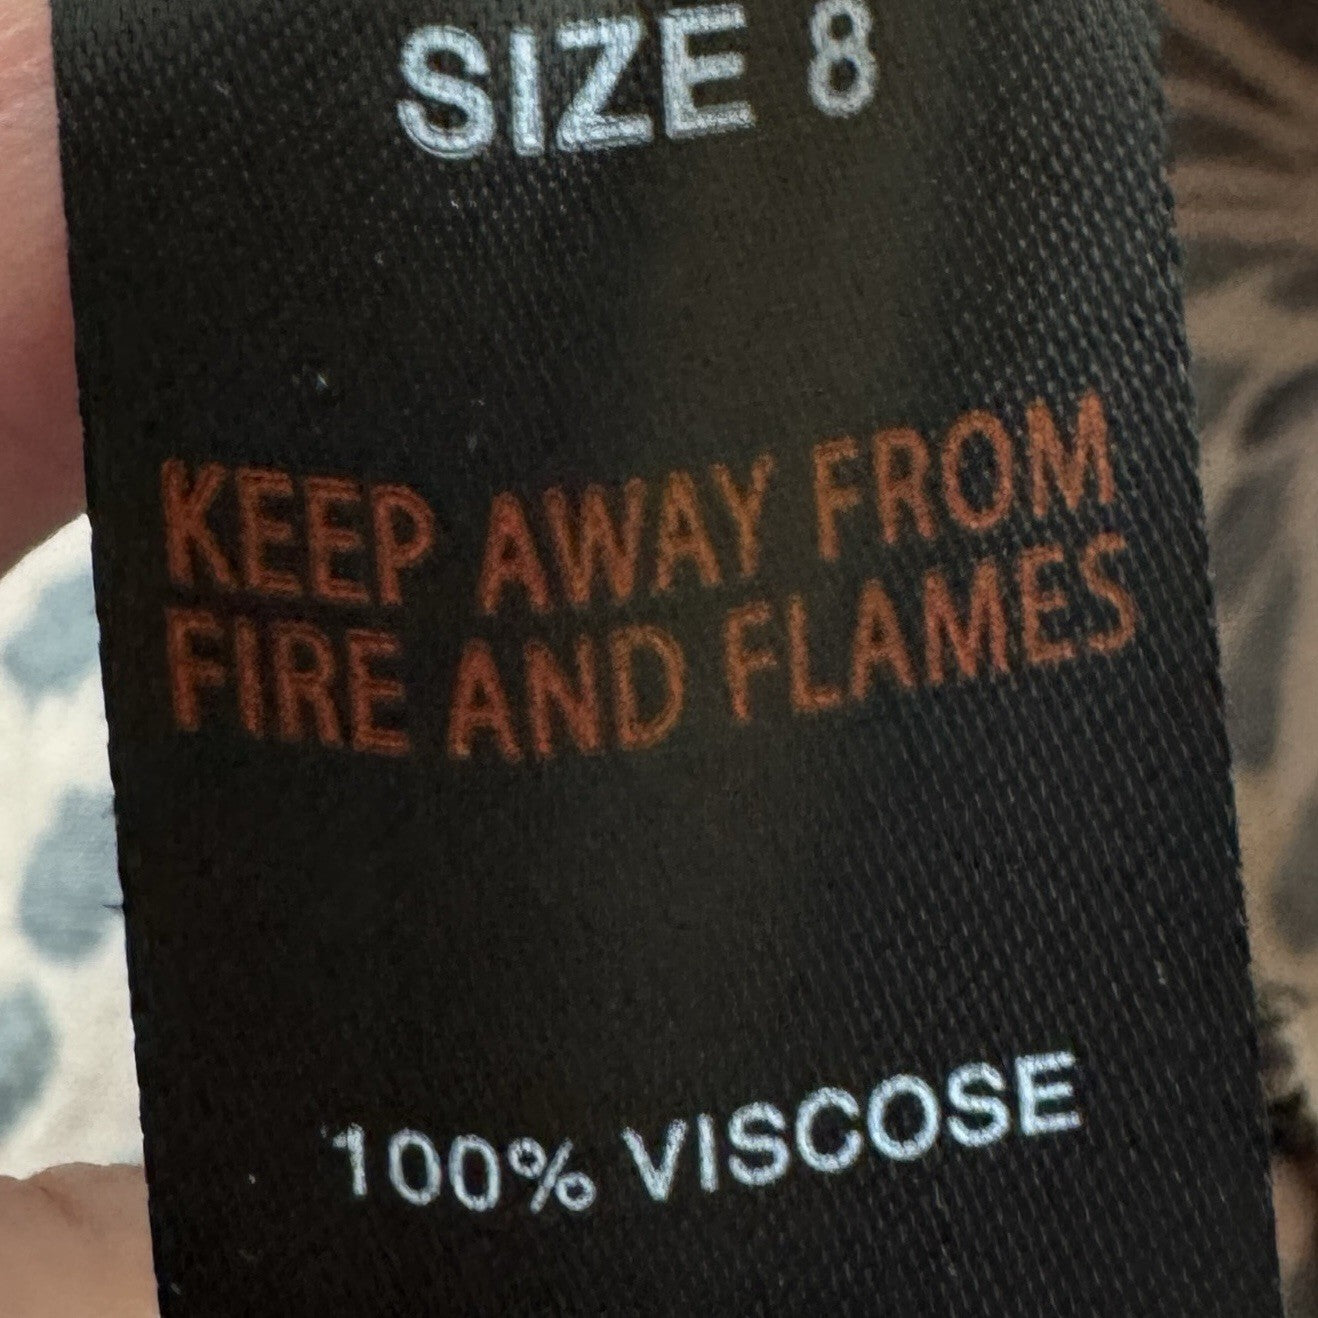 SIZE 8
KEEP AWAY FROM
FIRE AND FLAMES
100% VISCOSE